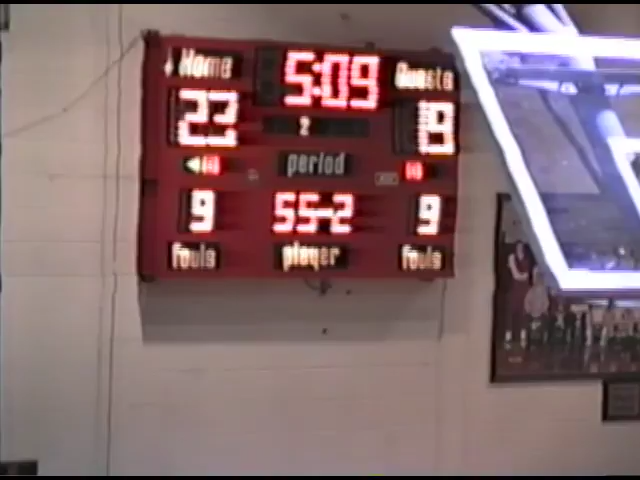 Home 5:09 Guests
23 2 19
period
9 55-2 9
fouls player fouls